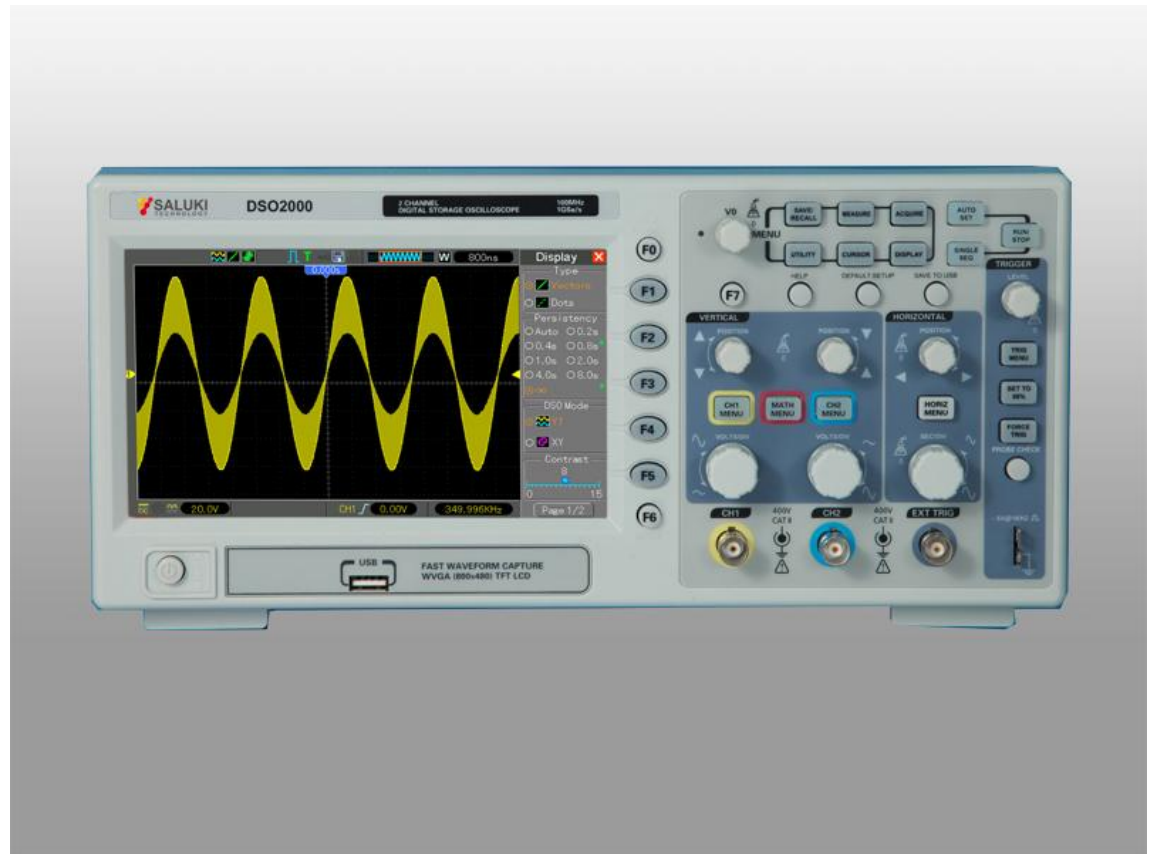 SALUKI
TECHNOLOGY
DSO2000
2 CHANNEL
DIGITAL STORAGE OSCILLOSCOPE
100MHz
1GSa/s
T
W 800ns
0.000s
Display
Type
Vectors
Dots
Persistency
Auto 0.2s
0.4s 0.8s
1.0s 2.0s
4.0s 8.0s
∞
DSO Mode
YT
XY
Contrast
8
0 15
Page 1/2
20.0V
CH1 0.00V
349.996KHz
F0
F1
F2
F3
F4
F5
F6
F7
V0
MENU
SAVE/
RECALL
MEASURE
ACQUIRE
UTILITY
CURSOR
DISPLAY
AUTO
SET
RUN
STOP
SINGLE
SEQ
HELP
DEFAULT SETUP
SAVE TO USB
VERTICAL
POSITION
POSITION
CH1
MENU
MATH
MENU
CH2
MENU
VOLTS/DIV
VOLTS/DIV
HORIZONTAL
POSITION
HORIZ
MENU
SEC/DIV
TRIGGER
LEVEL
TRIG
MENU
SET TO
50%
FORCE
TRIG
PROBE CHECK
CH1
400V
CAT II
CH2
400V
CAT II
EXT TRIG
USB
FAST WAVEFORM CAPTURE
WVGA (800x480) TFT LCD